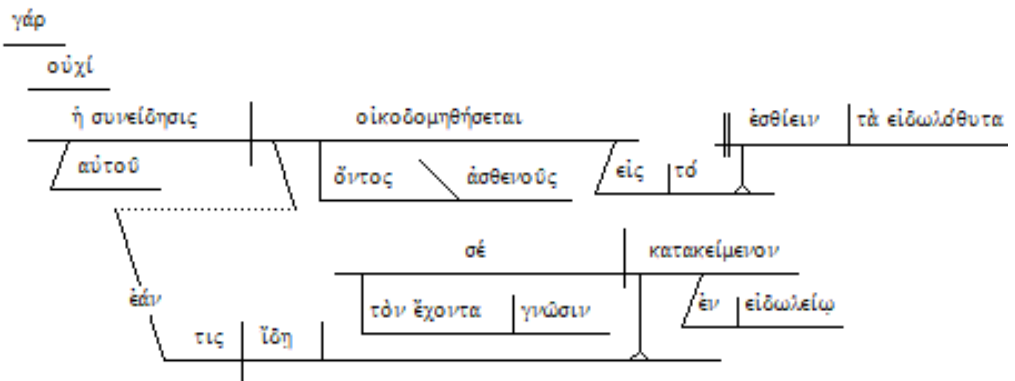 γάρ
οὐχί
ἡ συνείδησις οἰκοδομηθήσεται ἐσθίειν τὰ εἰδωλόθυτα
αὐτοῦ ὄντος ἀσθενοῦς εἰς τό
σέ κατακείμενον
ἐάν τὸν ἔχοντα γνῶσιν ἐν εἰδωλείῳ
τις ἴδῃ